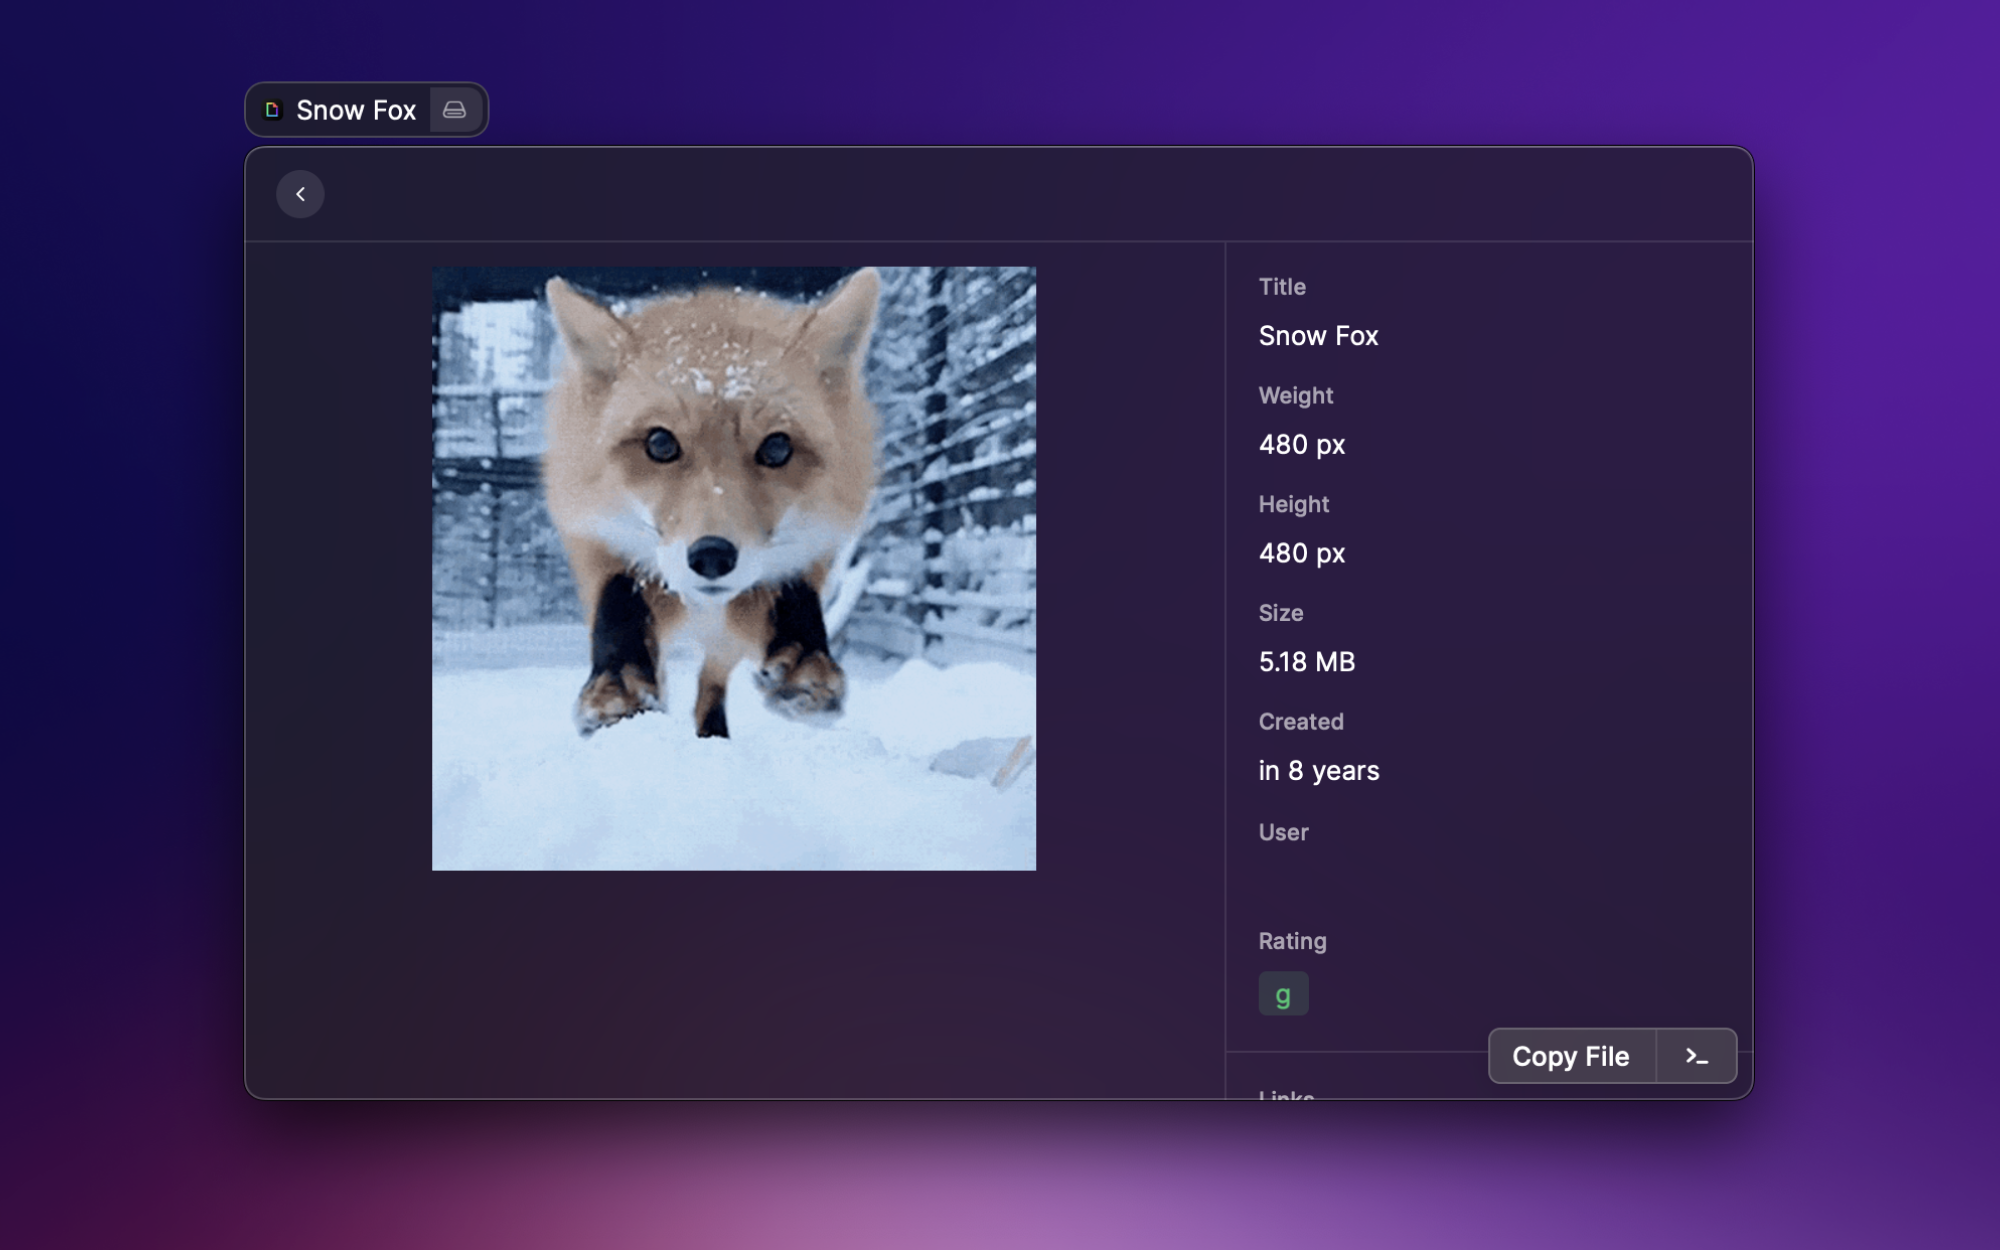 Snow Fox
Title
Snow Fox
Weight
480 px
Height
480 px
Size
5.18 MB
Created
in 8 years
User
Rating
g
Copy File
Links